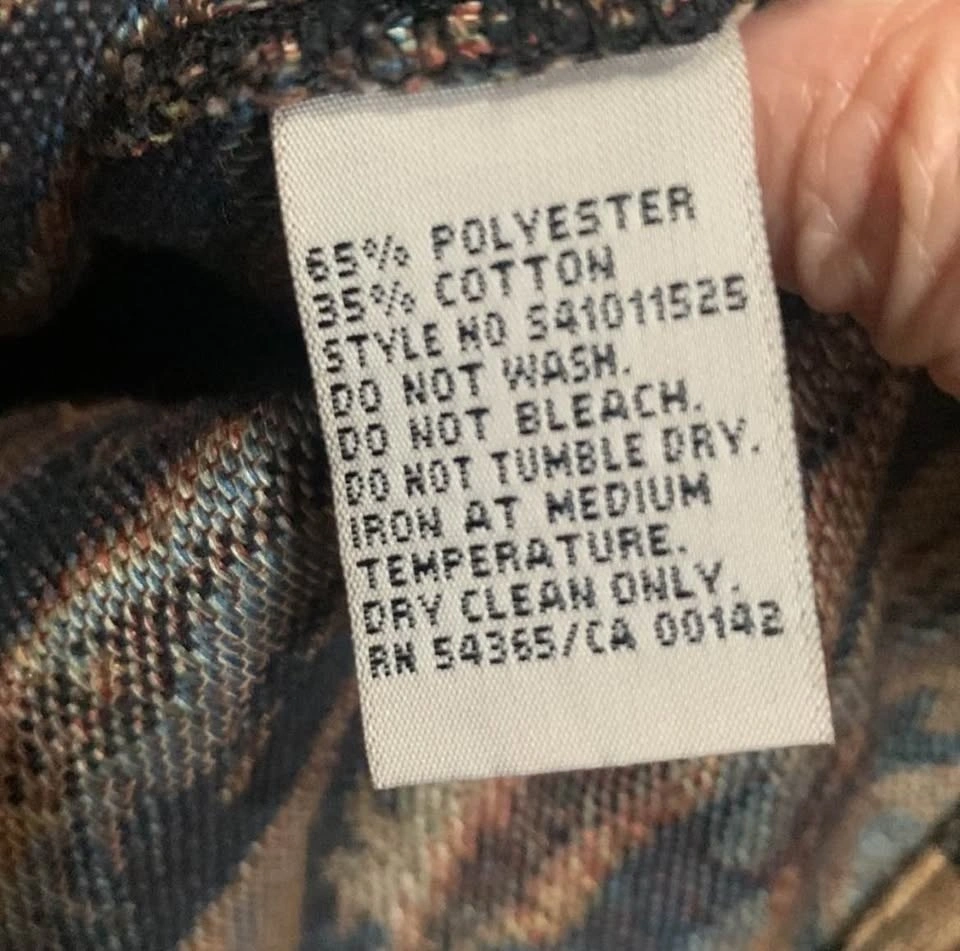 65% POLYESTER
35% COTTON
STYLE NO S41011525
DO NOT WASH.
DO NOT BLEACH.
DO NOT TUMBLE DRY.
IRON AT MEDIUM
TEMPERATURE.
DRY CLEAN ONLY.
RN 54365/CA 00142